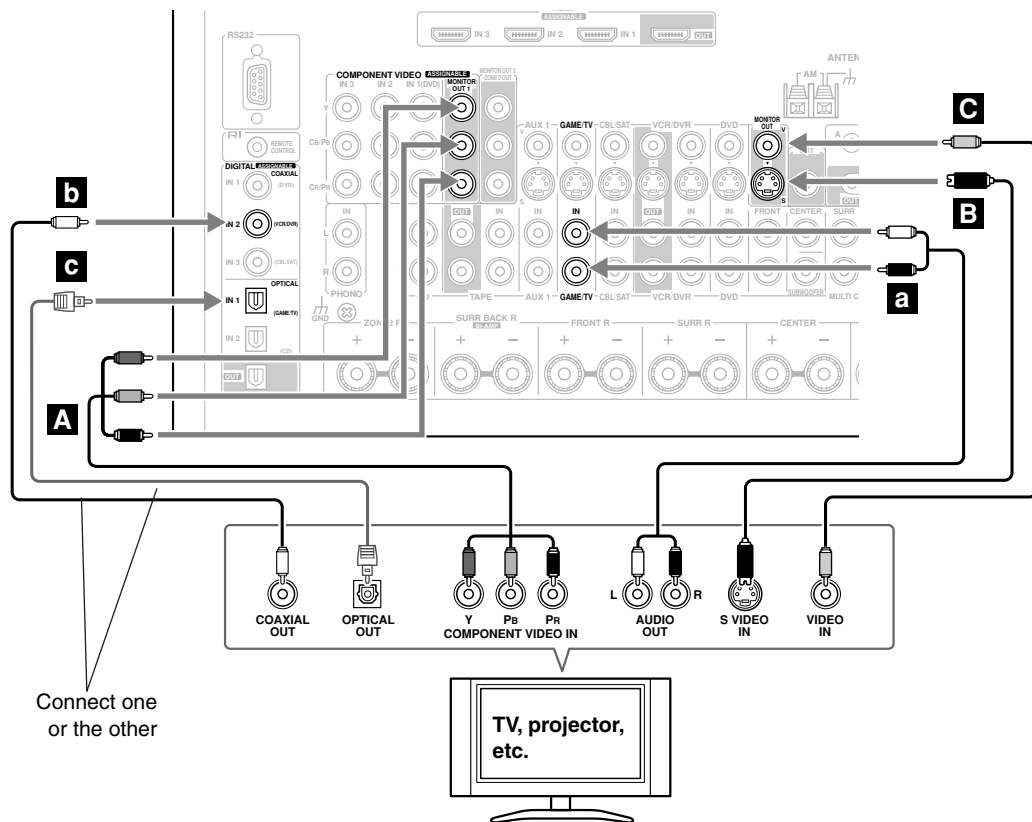 ASSIGNABLE
IN 3 IN 2 IN 1 OUT
RS232
ANTEN
AM
COMPONENT VIDEO ASSIGNABLE
MONITOR OUT 1
MONITOR OUT 2
/ZONE 2 OUT
IN 3 IN 2 IN 1(DVD)
Y
CB/PB
CR/PR
RI REMOTE CONTROL
DIGITAL ASSIGNABLE
COAXIAL
IN 1 (DVD)
IN 2 (VCR/DVR)
IN 3 (CBL/SAT)
OPTICAL
IN 1 (GAME/TV)
IN 2 (CD)
OUT
AUX 1 GAME/TV CBL/SAT VCR/DVR DVD
MONITOR OUT
V
S
V
S
A
OUT
IN OUT IN IN IN IN OUT IN IN FRONT CENTER SURR
L
R
PHONO
GND
TAPE AUX 1 GAME/TV CBL/SAT VCR/DVR DVD SUBWOOFER MULTI C
ZONE 2 R SURR BACK R FRONT R SURR R CENTER
BI-AMP
+ − + − + − + −
C
B
b
c
a
A
COAXIAL OUT
OPTICAL OUT
Y PB PR
COMPONENT VIDEO IN
L R
AUDIO OUT
S VIDEO IN
VIDEO IN
Connect one
or the other
TV, projector,
etc.